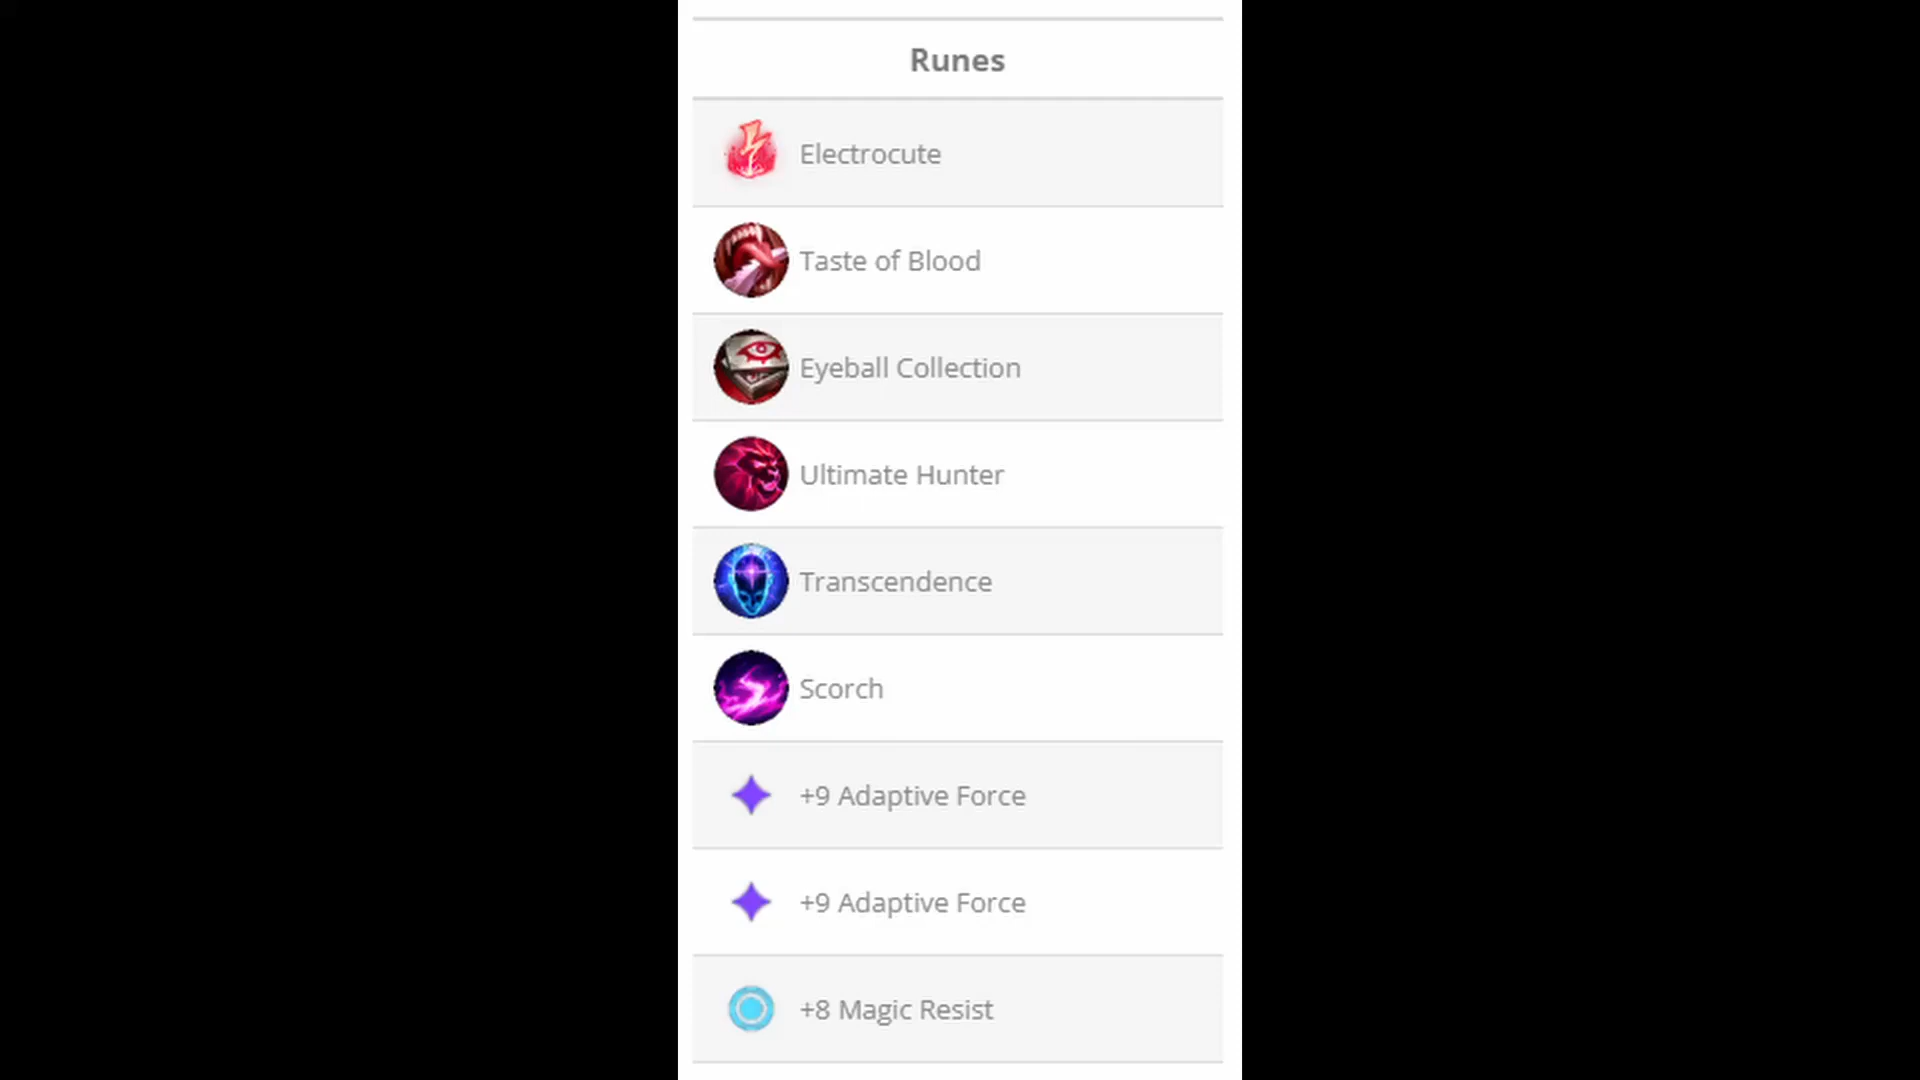 Runes
Electrocute
Taste of Blood
Eyeball Collection
Ultimate Hunter
Transcendence
Scorch
+9 Adaptive Force
+9 Adaptive Force
+8 Magic Resist